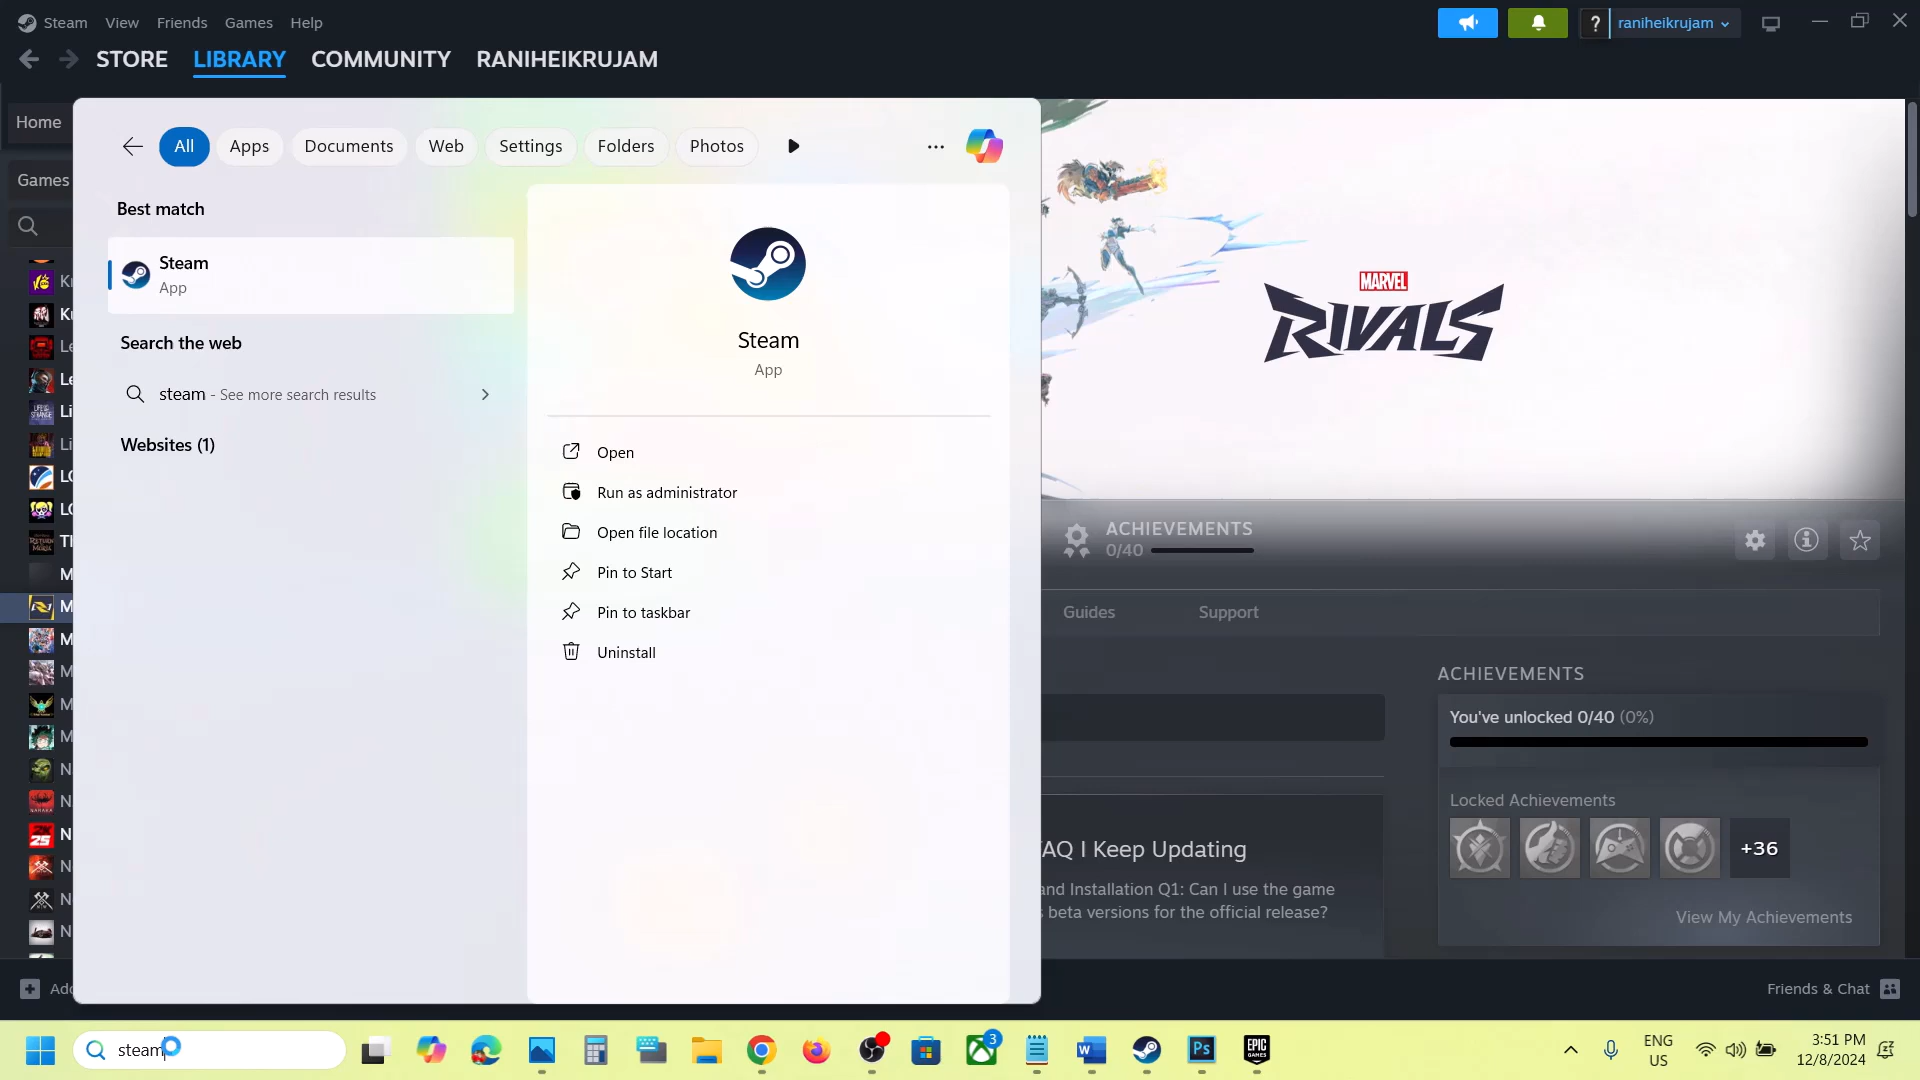 Steam View Friends Games Help
? raniheikrujam
STORE LIBRARY COMMUNITY RANIHEIKRUJAM
Home
Games
All Apps Documents Web Settings Folders Photos
Best match
Steam
App
Search the web
steam - See more search results
Websites (1)
Steam
App
Open
Run as administrator
Open file location
Pin to Start
Pin to taskbar
Uninstall
MARVEL
RIVALS
ACHIEVEMENTS
0/40
Guides Support
ACHIEVEMENTS
You've unlocked 0/40 (0%)
Locked Achievements
+36
View My Achievements
AQ I Keep Updating
and Installation Q1: Can I use the game
s beta versions for the official release?
Friends & Chat
steam
3
W
Ps
EPIC
GAMES
ENG
US
3:51 PM
12/8/2024